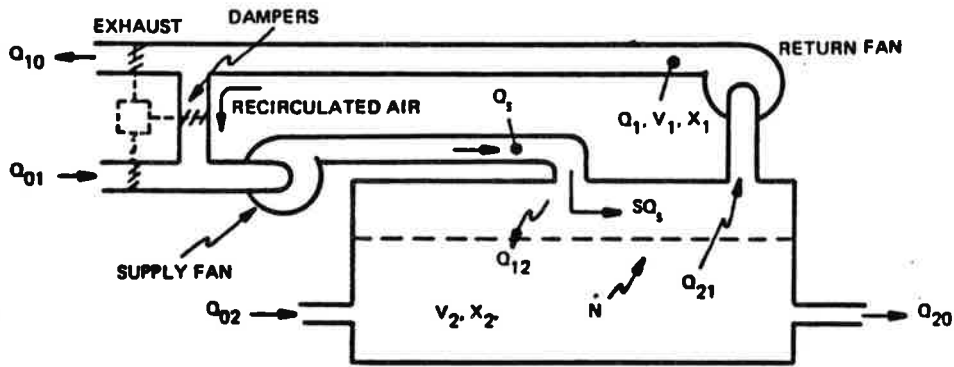 EXHAUST
DAMPERS
Q10
RETURN FAN
RECIRCULATED AIR
Qs
Q1, V1, X1
Q01
SQs
SUPPLY FAN
Q12
Q21
Ṅ
Q02
V2, X2.
Q20